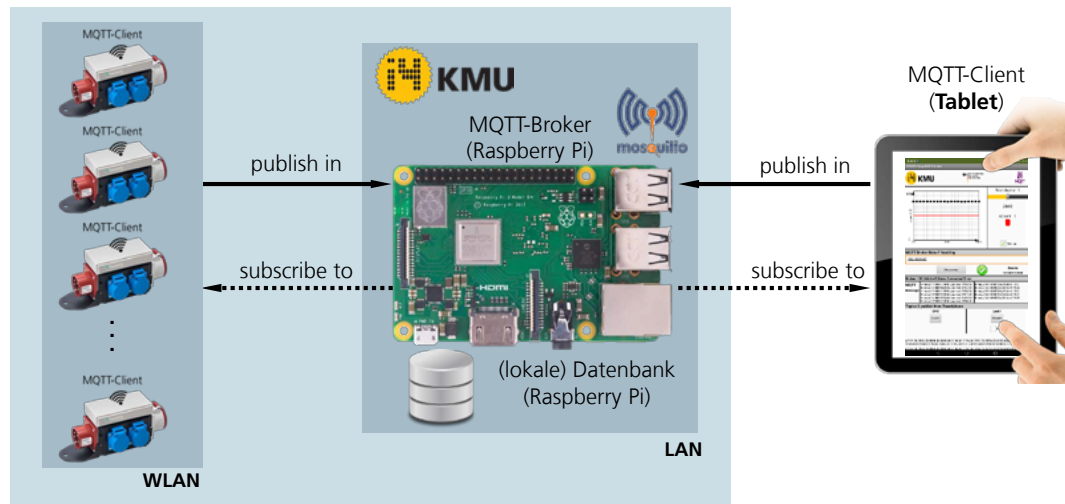 MQTT-Client
MQTT-Client
MQTT-Client
MQTT-Client
WLAN
publish in
subscribe to
i4 KMU
MQTT-Broker
(Raspberry Pi)
mosquitto
HDMI
(lokale) Datenbank
(Raspberry Pi)
LAN
publish in
subscribe to
MQTT-Client
(Tablet)
KMU